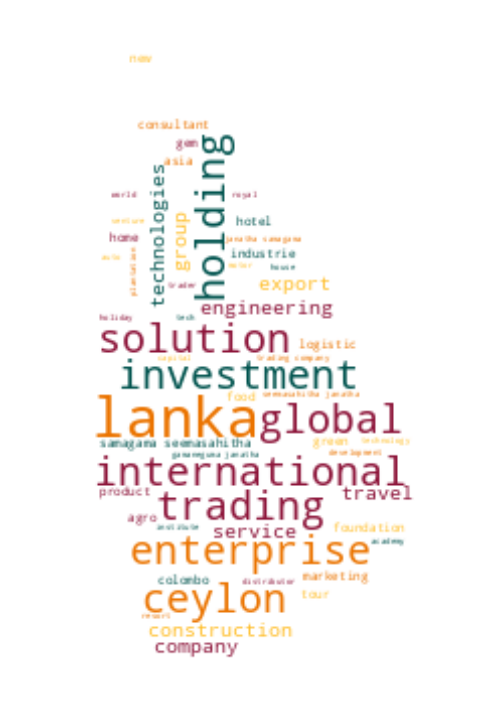 new
consultant
gem
asia
holding
technologies
world
royal
venture
group
hotel
home
janatha samagama
industrie
auto
plantation
motor
house
trader
export
engineering
holiday
tech
solution
logistic
capital
trading company
investment
food
seemasahitha janatha
lanka
global
samagama seemasahitha
green
technology
gananeguna janatha
development
international
product
travel
trading
agro
institute
service
foundation
enterprise
academy
colombo
distributor
marketing
ceylon
tour
resort
construction
company